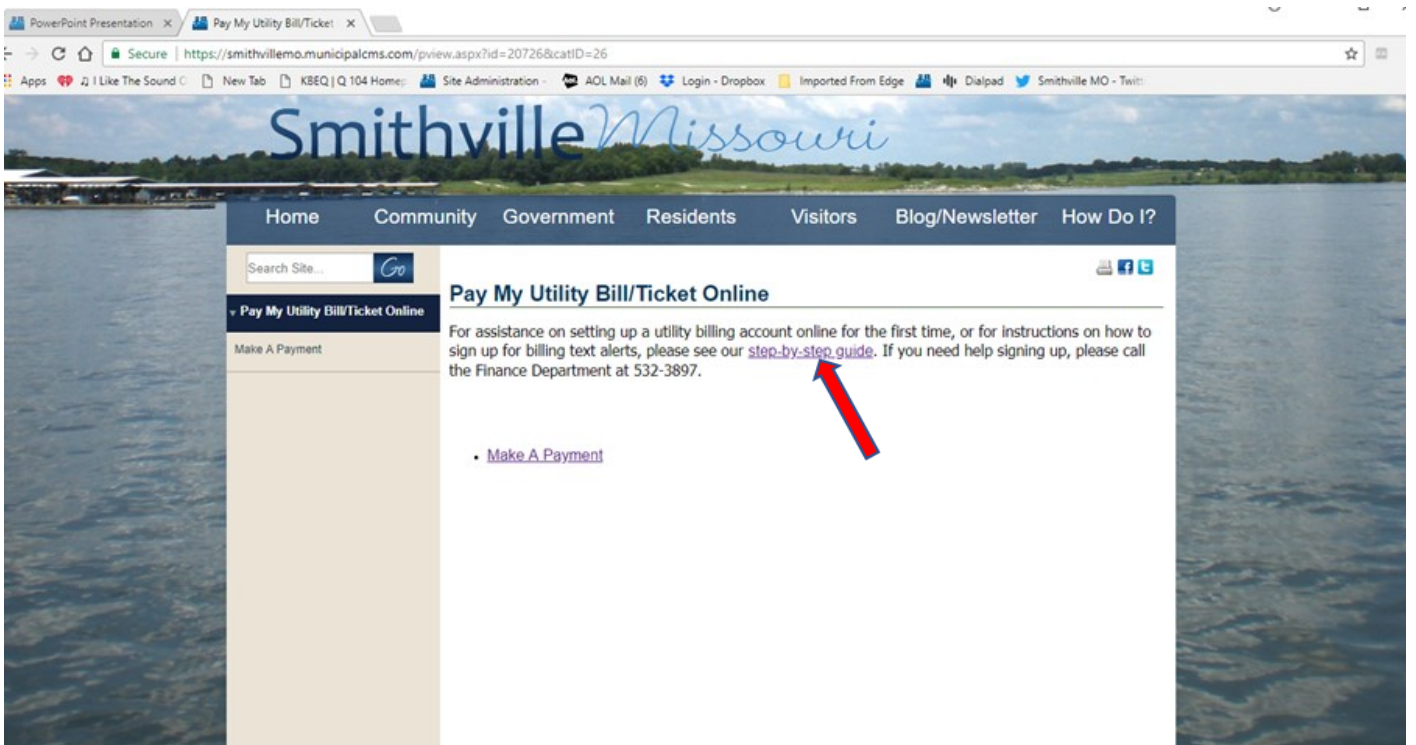 PowerPoint Presentation
Pay My Utility Bill/Ticket
Secure | https://smithvillemo.municipalcms.com/pview.aspx?id=20726&catID=26
Apps ♫ I Like The Sound O New Tab KBEQ | Q 104 Home Site Administration - AOL Mail (6) Login - Dropbox Imported From Edge Dialpad Smithville MO - Twitt
Smithville Missouri
Home Community Government Residents Visitors Blog/Newsletter How Do I?
Search Site... Go
Pay My Utility Bill/Ticket Online
Make A Payment
Pay My Utility Bill/Ticket Online
For assistance on setting up a utility billing account online for the first time, or for instructions on how to
sign up for billing text alerts, please see our step-by-step guide. If you need help signing up, please call
the Finance Department at 532-3897.
• Make A Payment